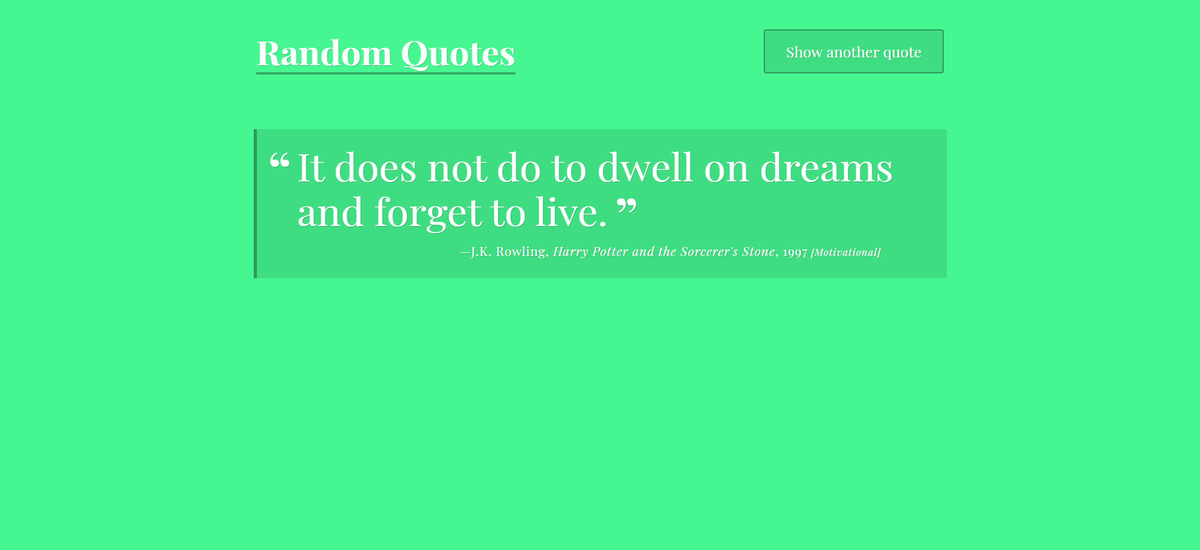 Random Quotes
Show another quote
“ It does not do to dwell on dreams
and forget to live. ”
—J.K. Rowling, Harry Potter and the Sorcerer's Stone, 1997 [Motivational]